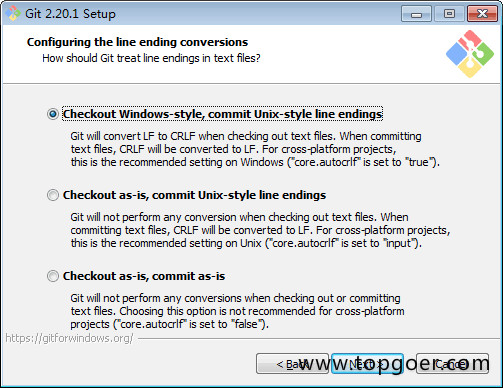 Git 2.20.1 Setup
Configuring the line ending conversions
How should Git treat line endings in text files?
Checkout Windows-style, commit Unix-style line endings
Git will convert LF to CRLF when checking out text files. When committing
text files, CRLF will be converted to LF. For cross-platform projects,
this is the recommended setting on Windows ("core.autocrlf" is set to "true").
Checkout as-is, commit Unix-style line endings
Git will not perform any conversion when checking out text files. When
committing text files, CRLF will be converted to LF. For cross-platform projects,
this is the recommended setting on Unix ("core.autocrlf" is set to "input").
Checkout as-is, commit as-is
Git will not perform any conversions when checking out or committing
text files. Choosing this option is not recommended for cross-platform
projects ("core.autocrlf" is set to "false").
https://gitforwindows.org/
< Back Next > Cancel
www.topgoer.com